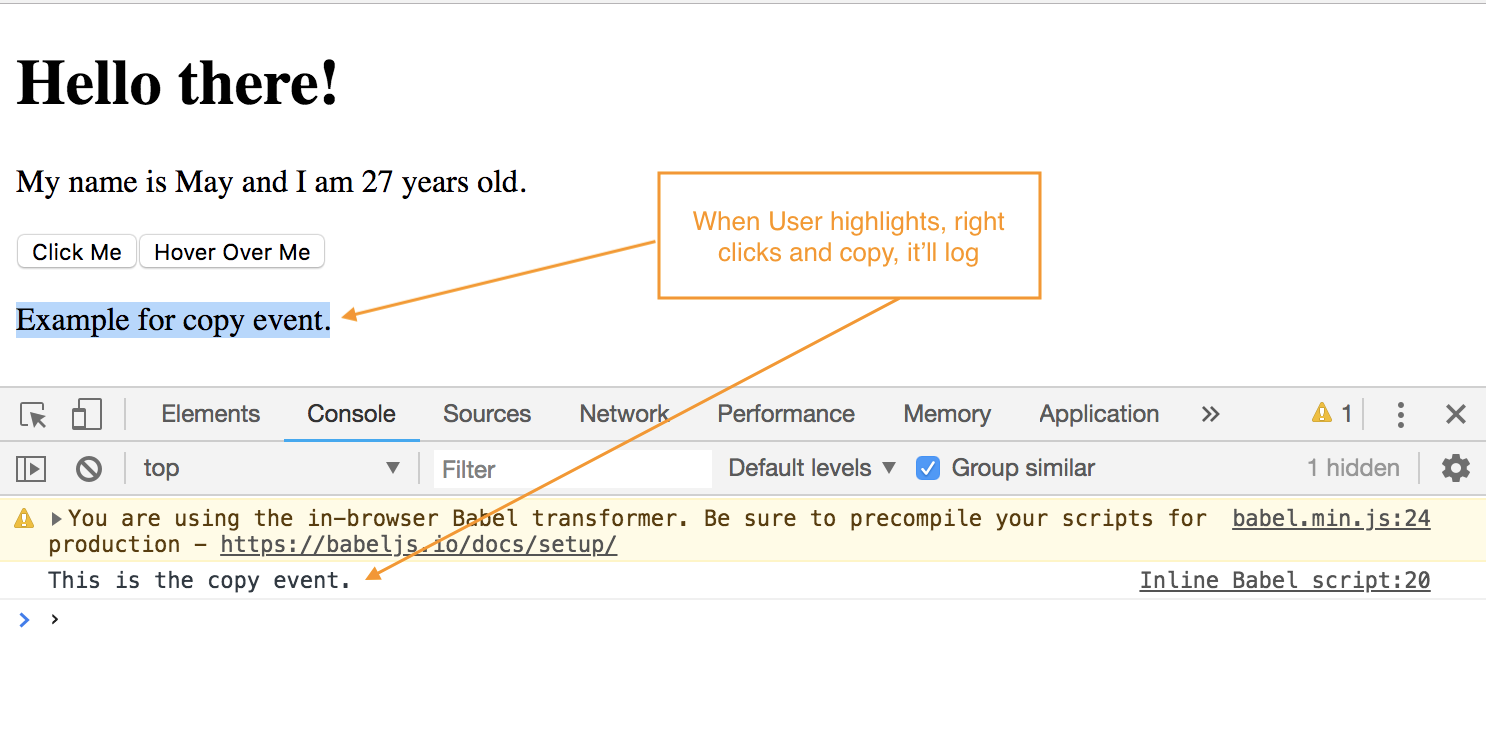 Hello there!
My name is May and I am 27 years old.
Click Me Hover Over Me
When User highlights, right
clicks and copy, it’ll log
Example for copy event.
Elements Console Sources Network Performance Memory Application » 1
top Filter Default levels Group similar 1 hidden
You are using the in-browser Babel transformer. Be sure to precompile your scripts for babel.min.js:24
production – https://babeljs.io/docs/setup/
This is the copy event. Inline Babel script:20
› ›